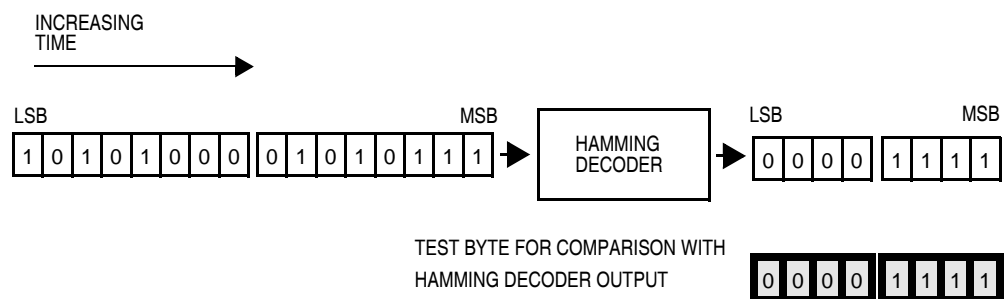 INCREASING
TIME
LSB MSB LSB MSB
1 0 1 0 1 0 0 0 0 1 0 1 0 1 1 1 HAMMING DECODER 0 0 0 0 1 1 1 1
TEST BYTE FOR COMPARISON WITH
HAMMING DECODER OUTPUT 0 0 0 0 1 1 1 1